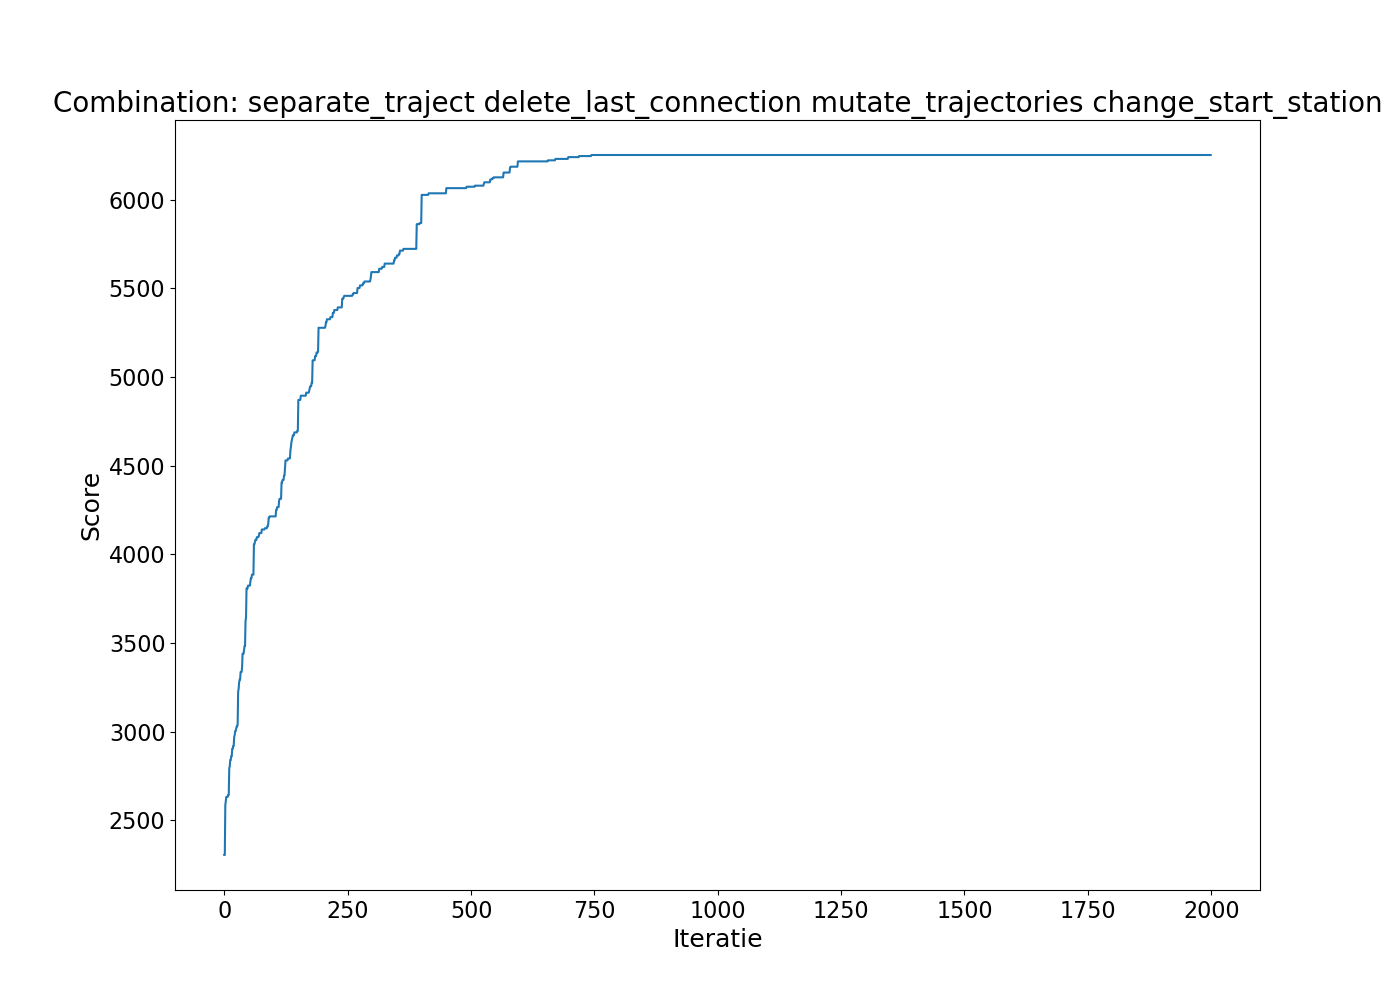 Combination: separate_traject delete_last_connection mutate_trajectories change_start_station
6000
5500
5000
4500
4000
3500
3000
2500
Score
0 250 500 750 1000 1250 1500 1750 2000
Iteratie